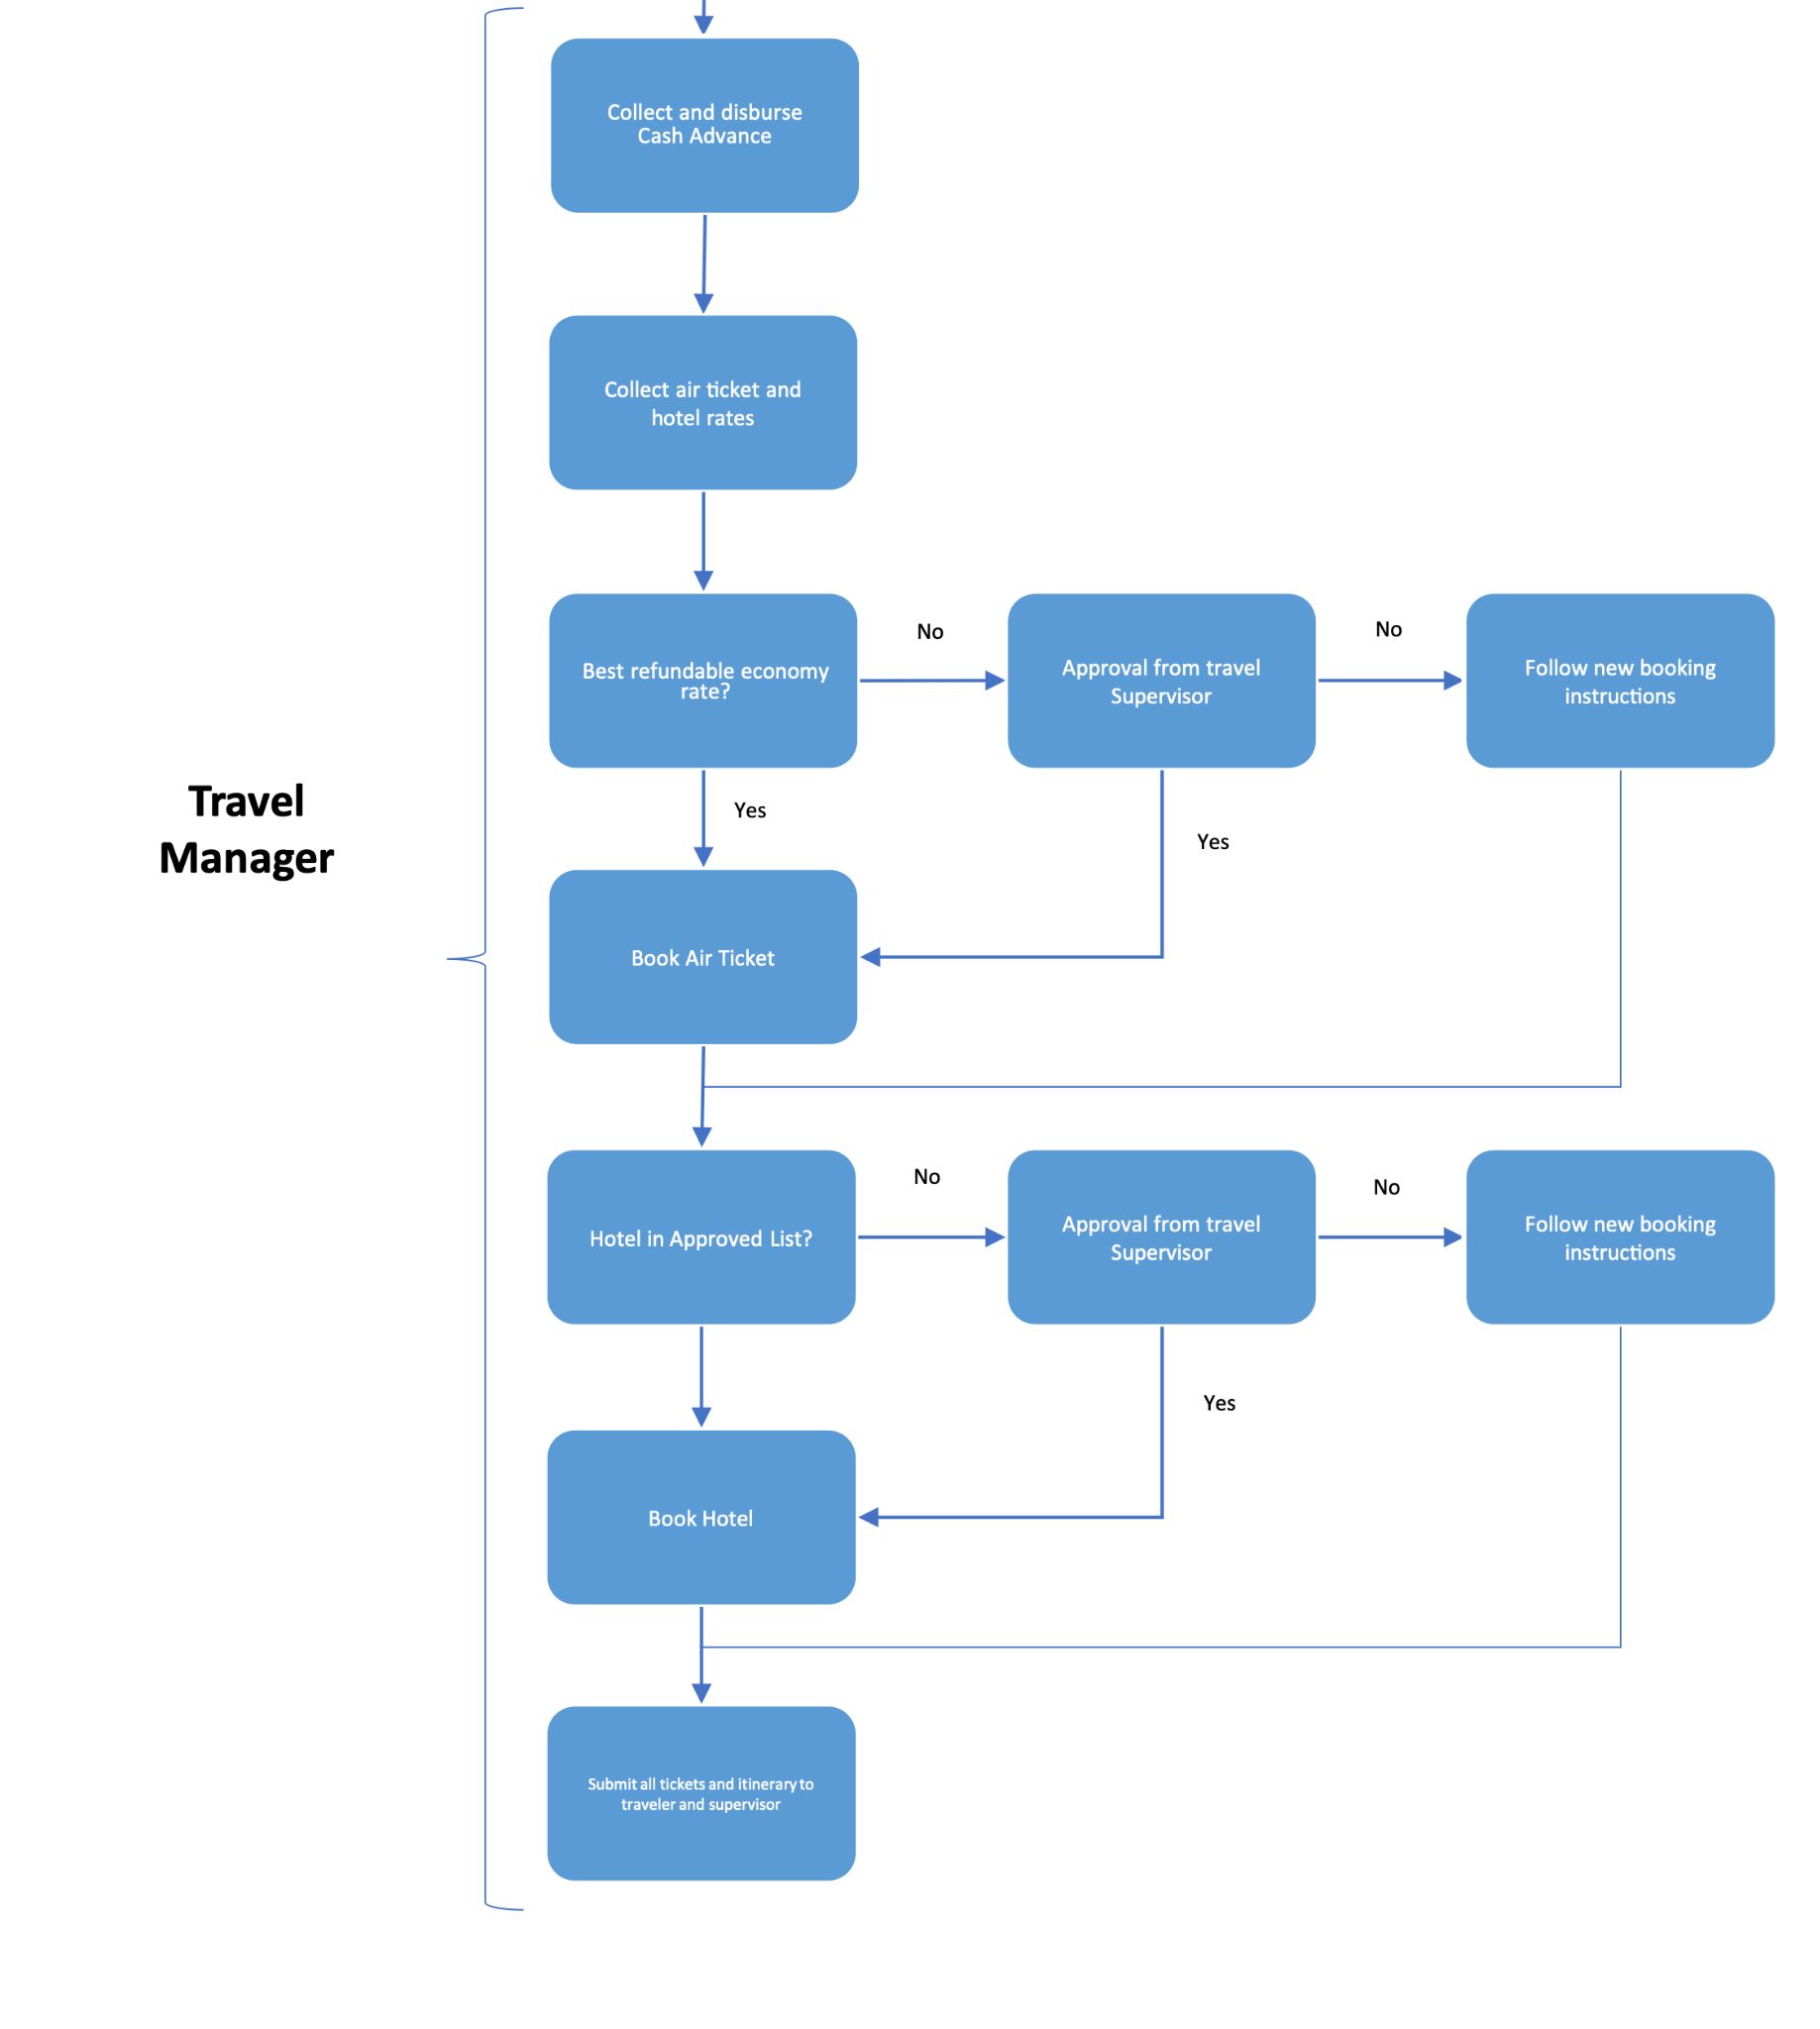 Collect and disburse
Cash Advance
Collect air ticket and
hotel rates
Best refundable economy
rate?
No
Approval from travel
Supervisor
No
Follow new booking
instructions
Yes
Yes
Travel
Manager
Book Air Ticket
Hotel in Approved List?
No
Approval from travel
Supervisor
No
Follow new booking
instructions
Yes
Book Hotel
Submit all tickets and itinerary to
traveler and supervisor